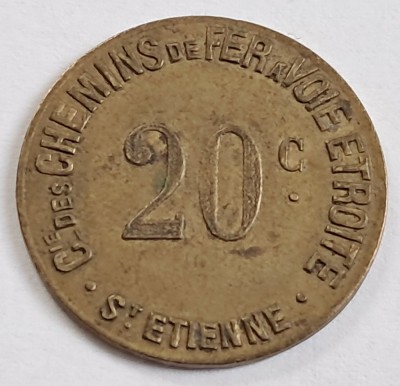 Cᴵᴱ DES CHEMINS DE FER A VOIE ETROITE
20 C.
• Sᵀ ETIENNE •